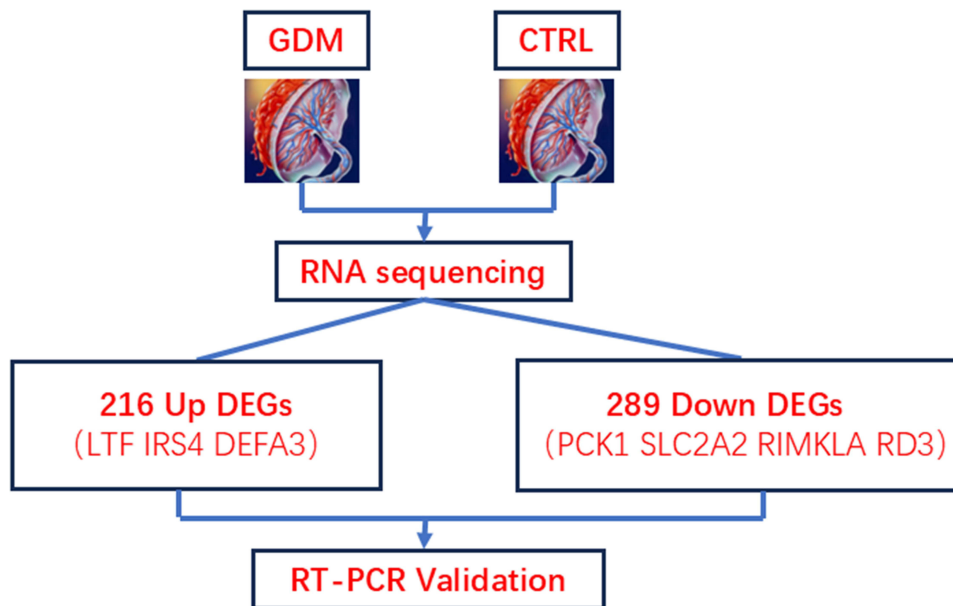 GDM
CTRL
RNA sequencing
216 Up DEGs
(LTF IRS4 DEFA3)
289 Down DEGs
(PCK1 SLC2A2 RIMKLA RD3)
RT-PCR Validation